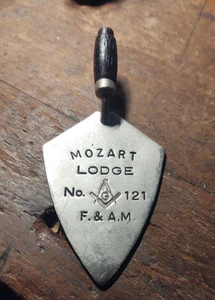 MOZART
LODGE
No. G 121
F. & A.M.